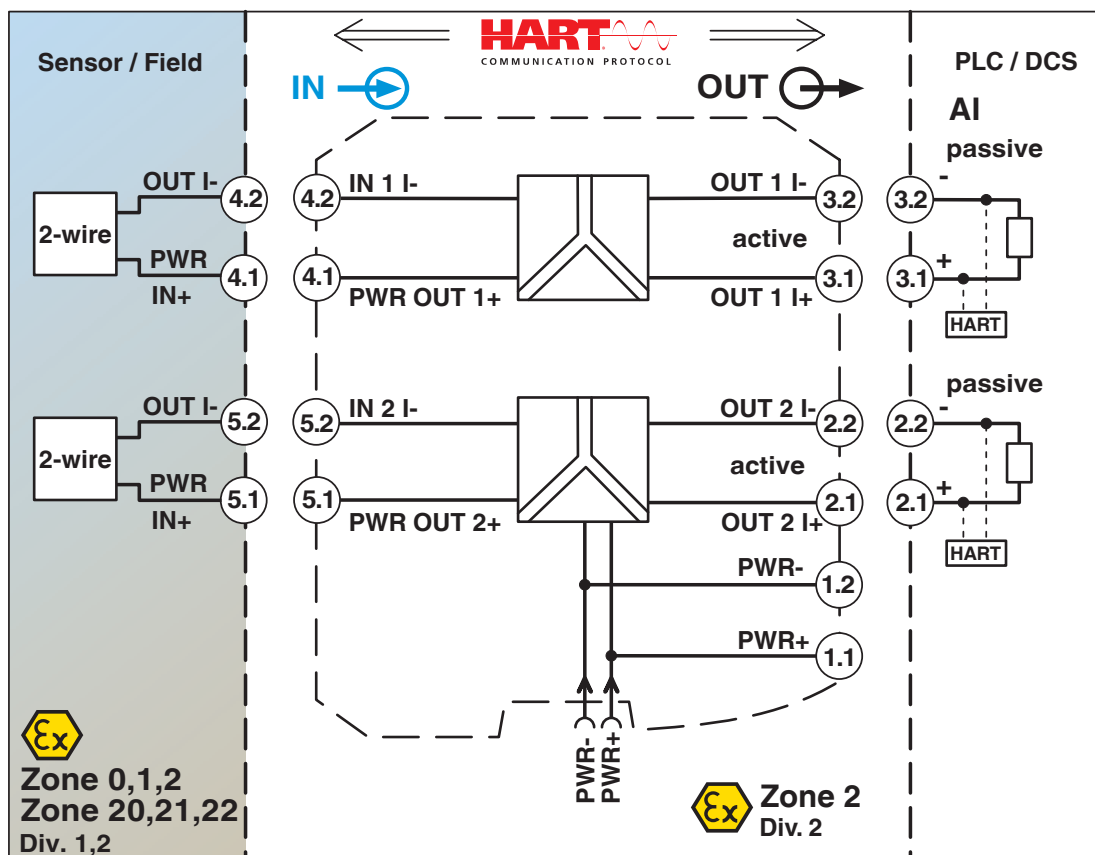 HART
COMMUNICATION PROTOCOL
Sensor / Field
PLC / DCS
IN
OUT
AI
passive
OUT I-
4.2
4.2
IN 1 I-
OUT 1 I-
3.2
3.2
-
2-wire
active
PWR
4.1
4.1
3.1
3.1
+
IN+
PWR OUT 1+
OUT 1 I+
HART
passive
OUT I-
5.2
5.2
IN 2 I-
OUT 2 I-
2.2
2.2
-
2-wire
active
PWR
5.1
5.1
2.1
2.1
+
IN+
PWR OUT 2+
OUT 2 I+
HART
PWR-
1.2
PWR+
1.1
PWR-
PWR+
Ex
Zone 0,1,2
Zone 20,21,22
Div. 1,2
Ex
Zone 2
Div. 2